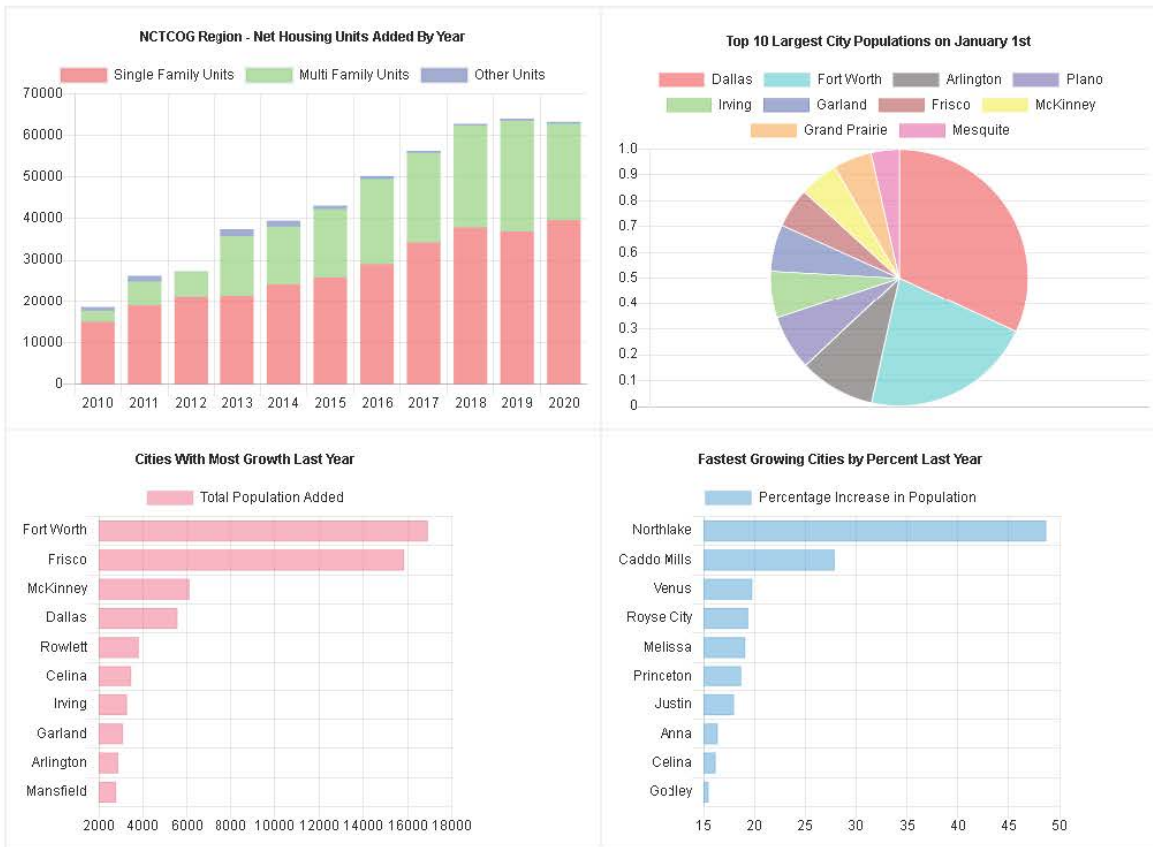 NCTCOG Region - Net Housing Units Added By Year
Single Family Units Multi Family Units Other Units
70000
60000
50000
40000
30000
20000
10000
0
2010 2011 2012 2013 2014 2015 2016 2017 2018 2019 2020
Top 10 Largest City Populations on January 1st
Dallas Fort Worth Arlington Plano
Irving Garland Frisco McKinney
Grand Prairie Mesquite
1.0
0.9
0.8
0.7
0.6
0.5
0.4
0.3
0.2
0.1
0
Cities With Most Growth Last Year
Total Population Added
Fort Worth
Frisco
McKinney
Dallas
Rowlett
Celina
Irving
Garland
Arlington
Mansfield
2000 4000 6000 8000 10000 12000 14000 16000 18000
Fastest Growing Cities by Percent Last Year
Percentage Increase in Population
Northlake
Caddo Mills
Venus
Royse City
Melissa
Princeton
Justin
Anna
Celina
Godley
15 20 25 30 35 40 45 50